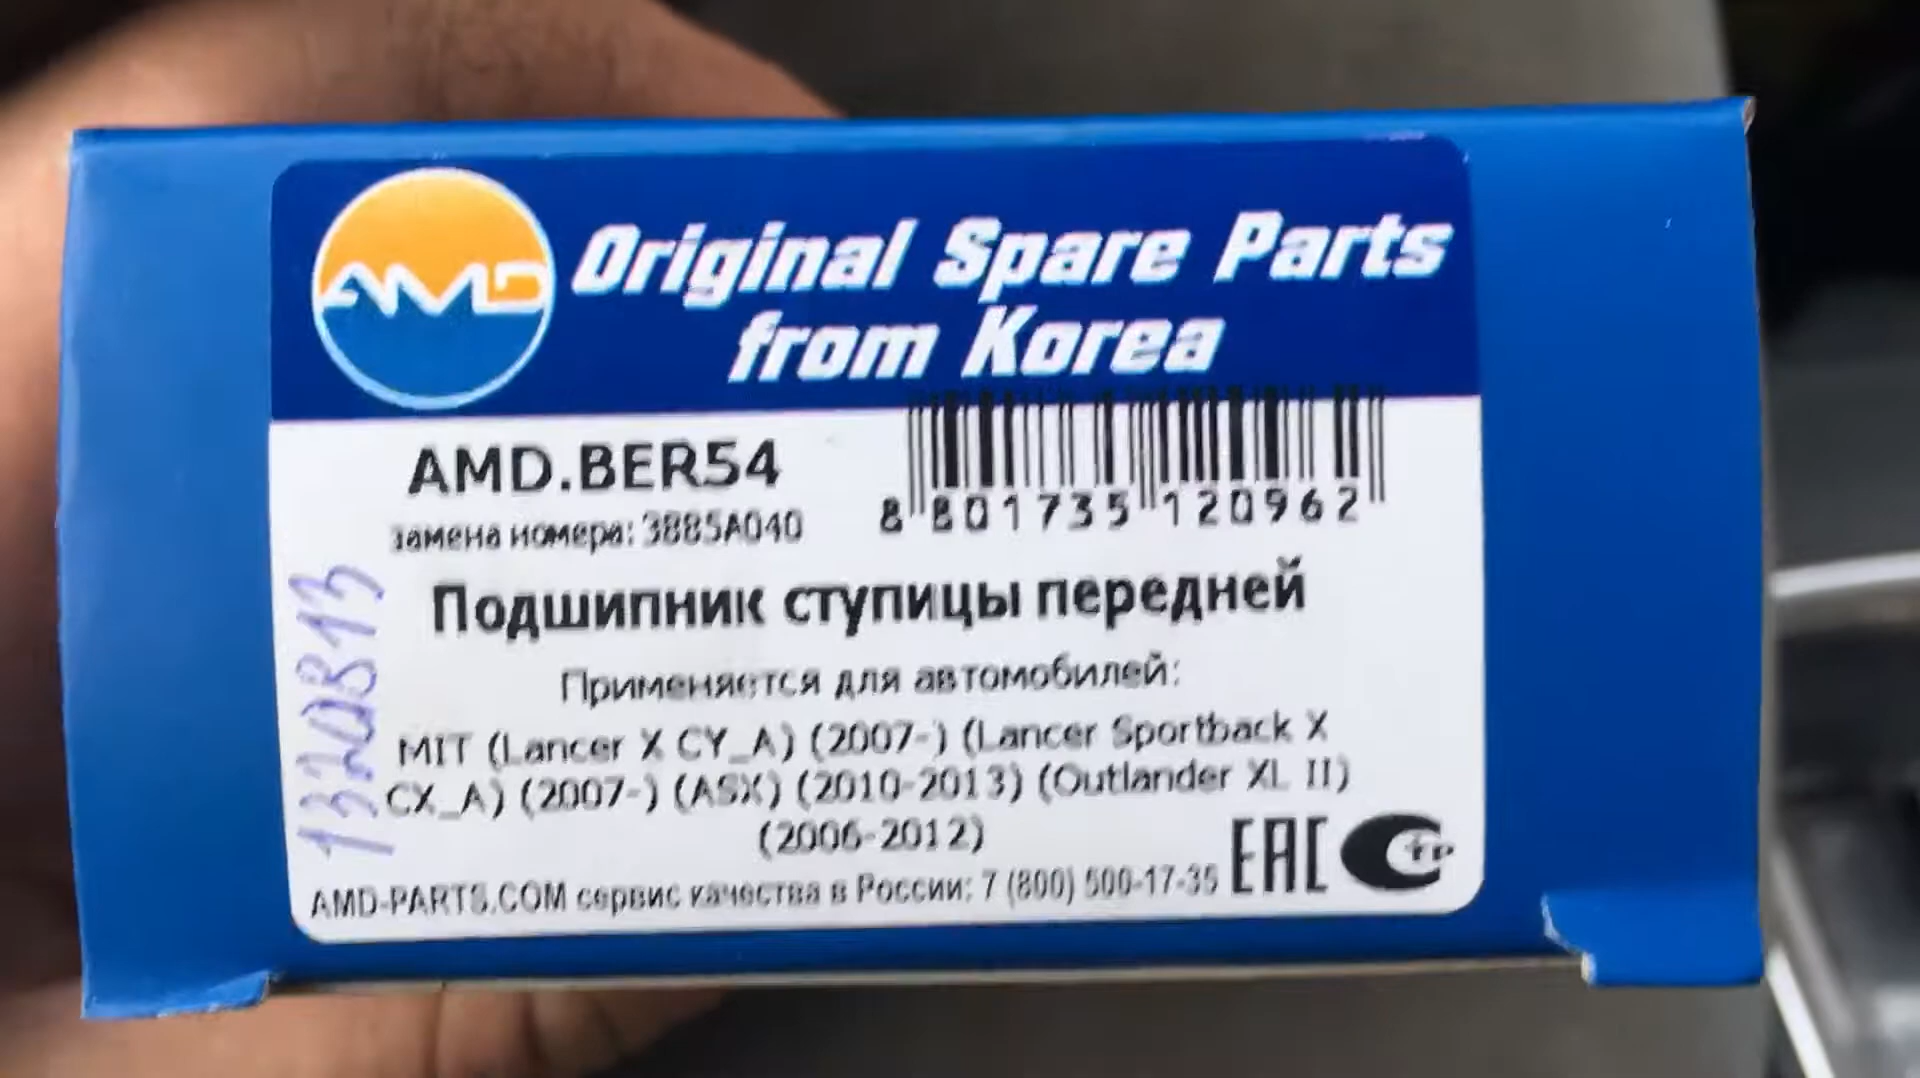 AMD
Original Spare Parts
from Korea
AMD.BER54
замена номера: 3885A040
8 801735 120962
Подшипник ступицы передней
Применяется для автомобилей:
MIT (Lancer X CY_A) (2007-) (Lancer Sportback X
CX_A) (2007-) (ASX) (2010-2013) (Outlander XL II)
(2006-2012)
EAC
AMD-PARTS.COM сервис качества в России: 7 (800) 500-17-35
1320813